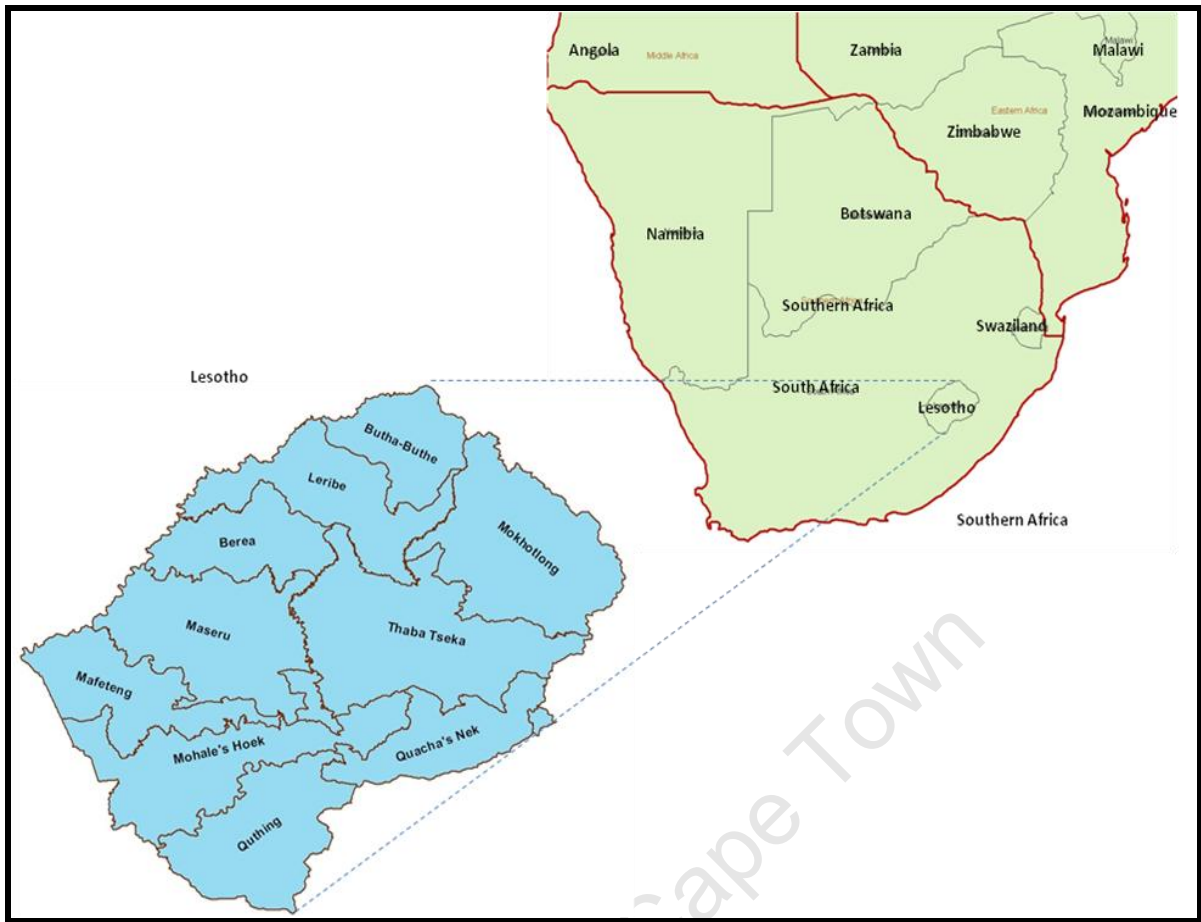 Angola
Middle Africa
Zambia
Malawi
Malawi
Eastern Africa
Mozambique
Zimbabwe
Botswana
Namibia
Southern Africa
Swaziland
South Africa
Lesotho
Southern Africa
Lesotho
Butha-Buthe
Leribe
Mokhotlong
Berea
Maseru
Thaba Tseka
Mafeteng
Mohale's Hoek
Quacha's Nek
Quthing
Cape Town